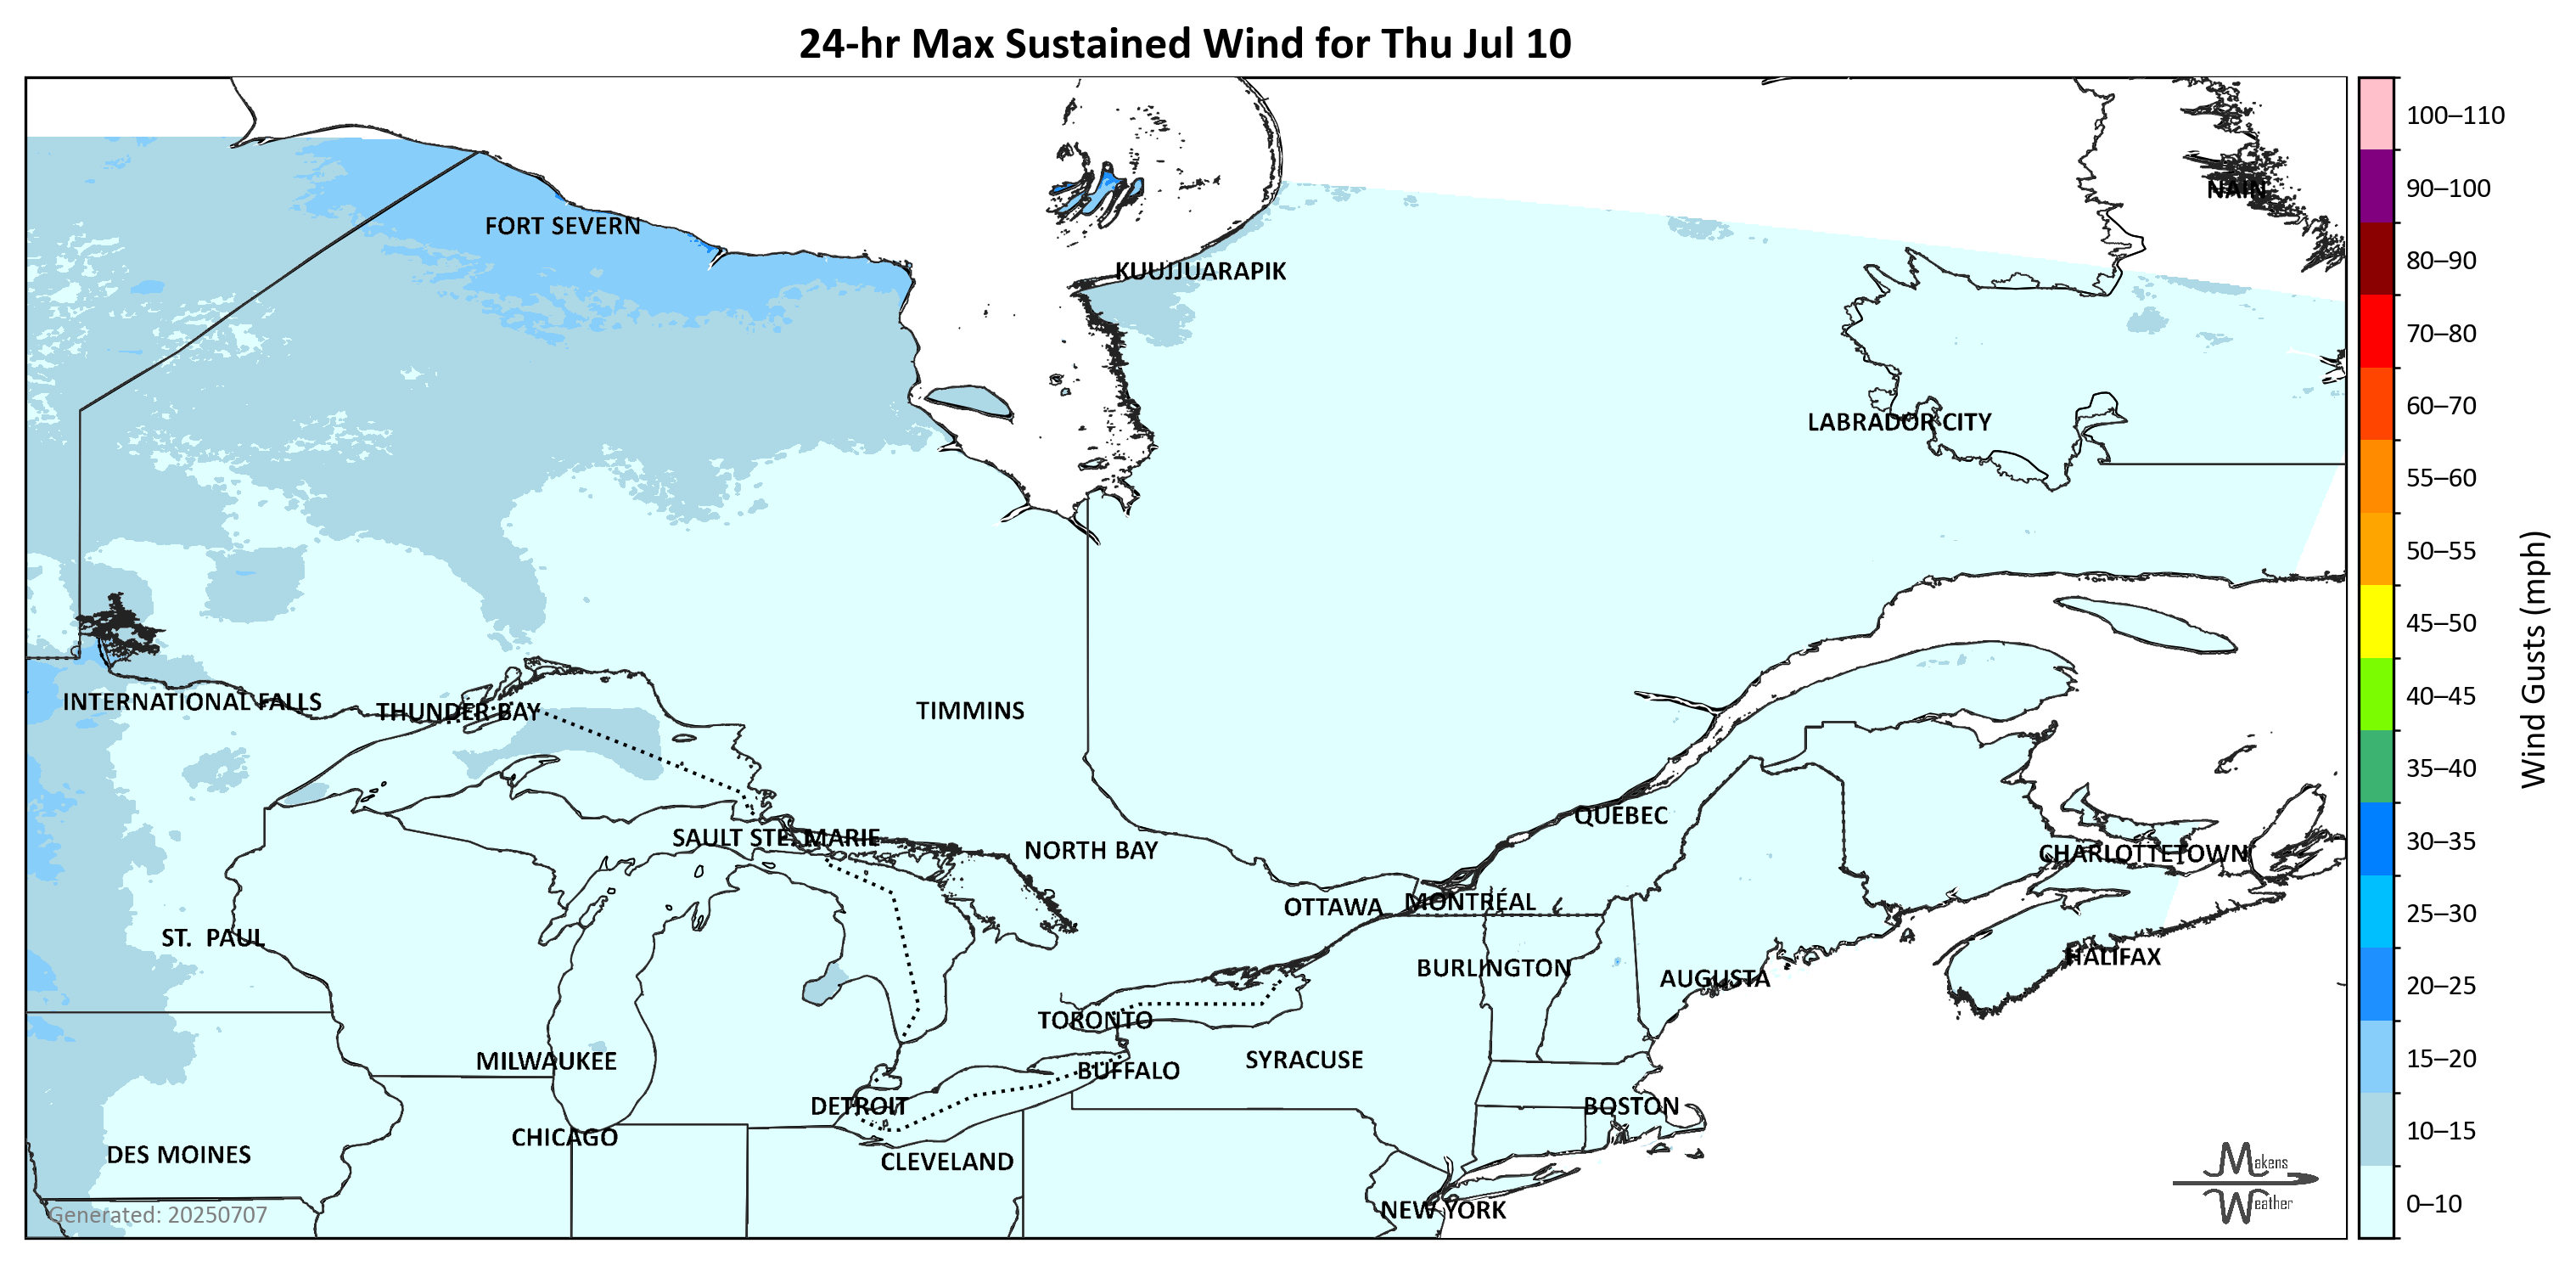 24-hr Max Sustained Wind for Thu Jul 10
100–110
90–100
80–90
70–80
60–70
55–60
50–55
45–50
40–45
35–40
30–35
25–30
20–25
15–20
10–15
0–10
Wind Gusts (mph)
NAIN
FORT SEVERN
KUUJJUARAPIK
LABRADOR CITY
INTERNATIONAL FALLS
THUNDER BAY
TIMMINS
QUEBEC
SAULT STE. MARIE
NORTH BAY
CHARLOTTETOWN
OTTAWA
MONTRÉAL
ST. PAUL
HALIFAX
BURLINGTON
AUGUSTA
TORONTO
MILWAUKEE
SYRACUSE
BUFFALO
DETROIT
BOSTON
CHICAGO
DES MOINES
CLEVELAND
NEW YORK
Generated: 20250707
Makens
Weather